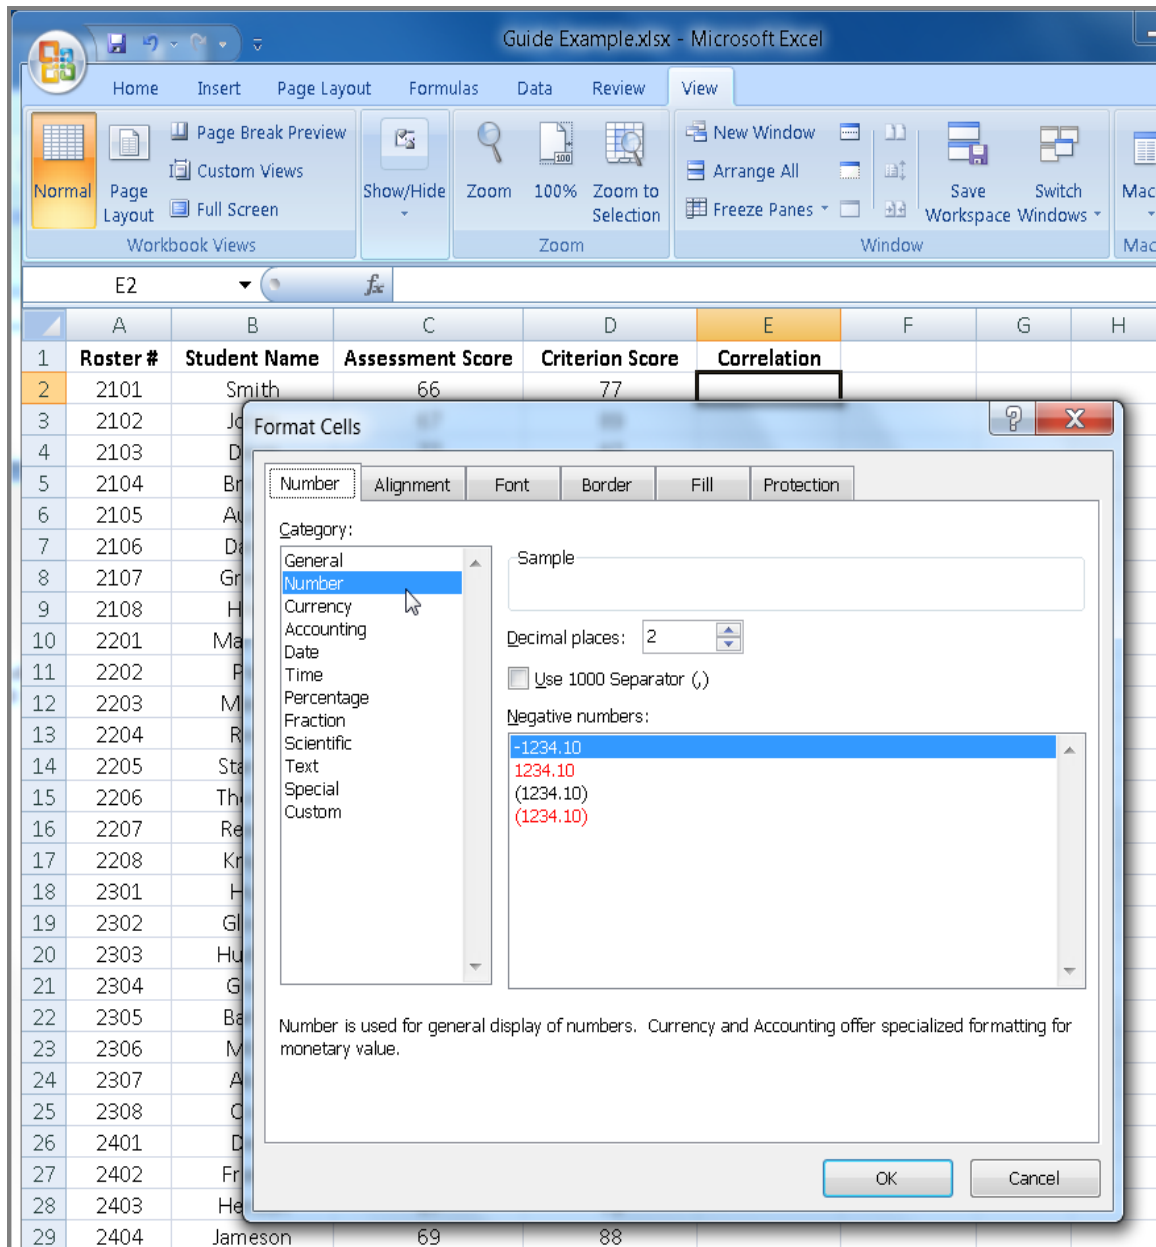 Guide Example.xlsx - Microsoft Excel
Home Insert Page Layout Formulas Data Review View
Normal
Page Layout
Page Break Preview
Custom Views
Full Screen
Workbook Views
Show/Hide
Zoom
100%
Zoom to Selection
Zoom
New Window
Arrange All
Freeze Panes
Save Workspace
Switch Windows
Window
E2
fx
A B C D E F G H
1 Roster # Student Name Assessment Score Criterion Score Correlation
2 2101 Smith 66 77
3 2102
4 2103
5 2104
6 2105
7 2106
8 2107
9 2108
10 2201
11 2202
12 2203
13 2204
14 2205
15 2206
16 2207
17 2208
18 2301
19 2302
20 2303
21 2304
22 2305
23 2306
24 2307
25 2308
26 2401
27 2402
28 2403
29 2404 Jameson 69 88
Format Cells
Number Alignment Font Border Fill Protection
Category:
General
Number
Currency
Accounting
Date
Time
Percentage
Fraction
Scientific
Text
Special
Custom
Sample
Decimal places: 2
Use 1000 Separator (,)
Negative numbers:
-1234.10
1234.10
(1234.10)
(1234.10)
Number is used for general display of numbers. Currency and Accounting offer specialized formatting for
monetary value.
OK Cancel